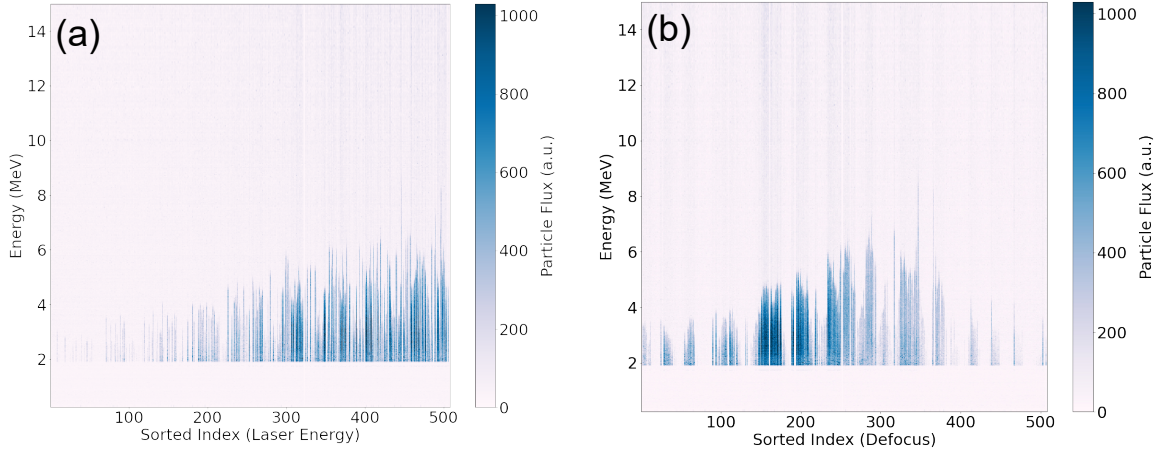 (a)
14
12
10
8
6
4
2
Energy (MeV)
100 200 300 400 500
Sorted Index (Laser Energy)
1000
800
600
400
200
0
Particle Flux (a.u.)
(b)
14
12
10
8
6
4
2
Energy (MeV)
100 200 300 400 500
Sorted Index (Defocus)
1000
800
600
400
200
0
Particle Flux (a.u.)